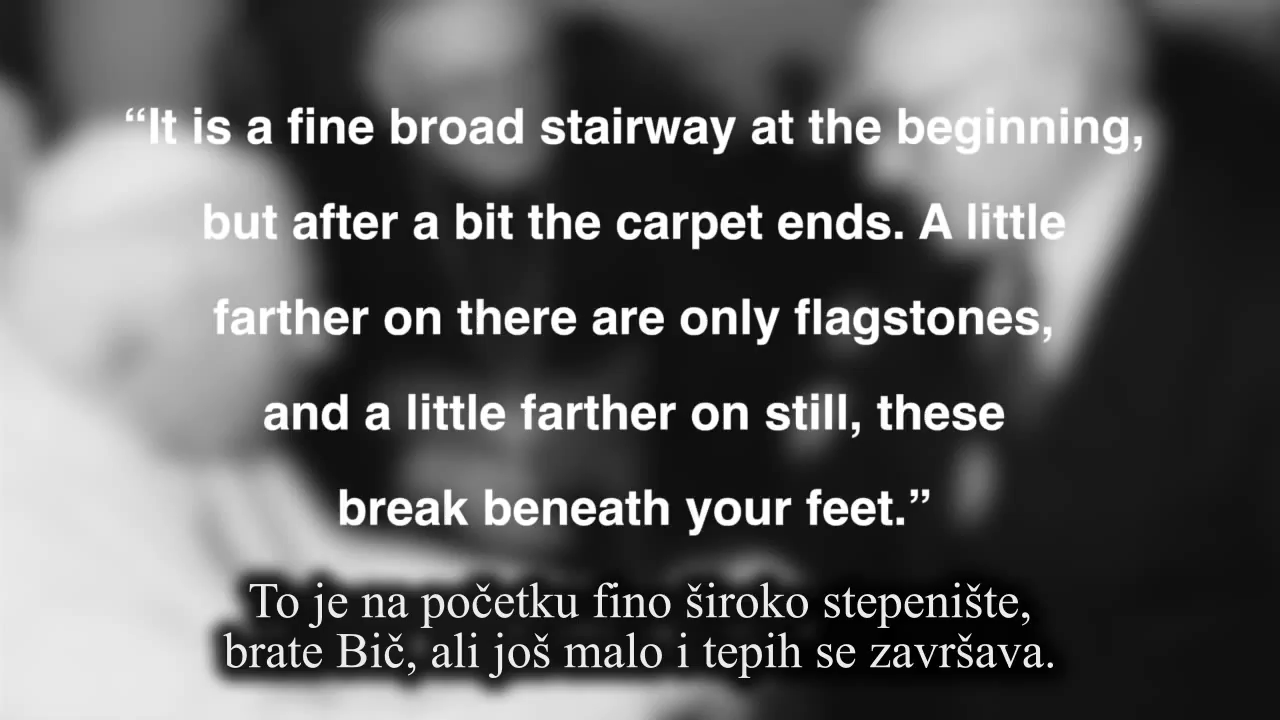 “It is a fine broad stairway at the beginning,
but after a bit the carpet ends. A little
farther on there are only flagstones,
and a little farther on still, these
break beneath your feet.”
To je na početku fino široko stepenište,
brate Bič, ali još malo i tepih se završava.